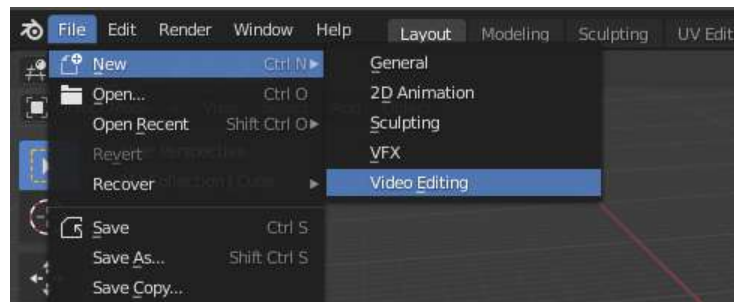 File Edit Render Window Help Layout Modeling Sculpting UV Edit
New Ctrl N
Open... Ctrl O
Open Recent Shift Ctrl O
Revert
Recover
Save Ctrl S
Save As... Shift Ctrl S
Save Copy...
General
2D Animation
Sculpting
VFX
Video Editing